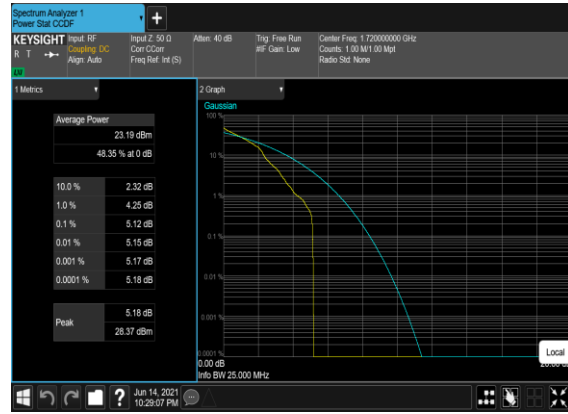 Spectrum Analyzer 1
Power Stat CCDF
KEYSIGHT
R T
LW
Input: RF
Coupling: DC
Align: Auto
Input Z: 50 Ω
Corr CCorr
Freq Ref: Int (S)
Atten: 40 dB
Trig: Free Run
#IF Gain: Low
Center Freq: 1.720000000 GHz
Counts: 1.00 M/1.00 Mpt
Radio Std: None
1 Metrics
Average Power
23.19 dBm
48.35 % at 0 dB
10.0 % 2.32 dB
1.0 % 4.25 dB
0.1 % 5.12 dB
0.01 % 5.15 dB
0.001 % 5.17 dB
0.0001 % 5.18 dB
Peak
5.18 dB
28.37 dBm
2 Graph
Gaussian
100 %
10 %
1 %
0.1 %
0.01 %
0.001 %
0.0001 %
0.00 dB
Info BW 25.000 MHz
Local
?
Jun 14, 2021
10:29:07 PM